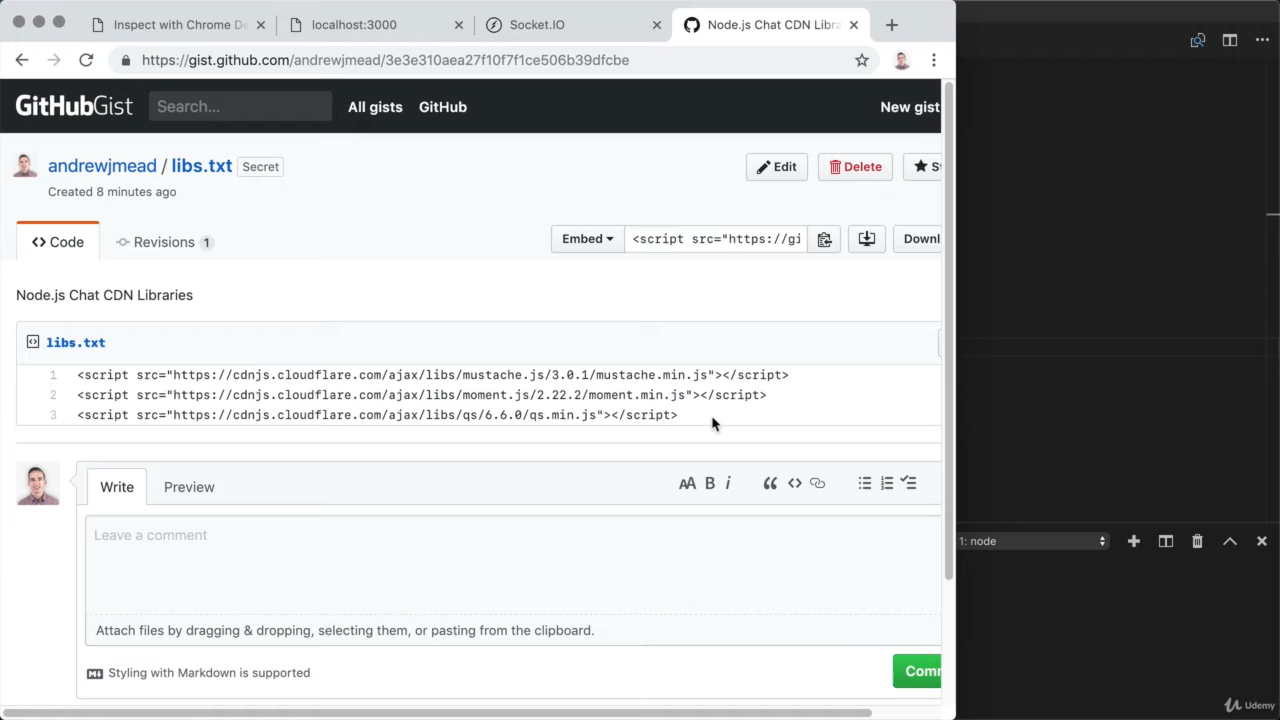 Inspect with Chrome De
localhost:3000
Socket.IO
Node.js Chat CDN Libra
https://gist.github.com/andrewjmead/3e3e310aea27f10f7f1ce506b39dfcbe
GitHubGist
Search...
All gists
GitHub
New gist
andrewjmead / libs.txt
Secret
Edit
Delete
St
Created 8 minutes ago
Code
Revisions 1
Embed
<script src="https://gi
Downl
Node.js Chat CDN Libraries
libs.txt
1 <script src="https://cdnjs.cloudflare.com/ajax/libs/mustache.js/3.0.1/mustache.min.js"></script>
2 <script src="https://cdnjs.cloudflare.com/ajax/libs/moment.js/2.22.2/moment.min.js"></script>
3 <script src="https://cdnjs.cloudflare.com/ajax/libs/qs/6.6.0/qs.min.js"></script>
Write
Preview
AA B i
Leave a comment
Attach files by dragging & dropping, selecting them, or pasting from the clipboard.
Styling with Markdown is supported
Comm
1: node
Udemy